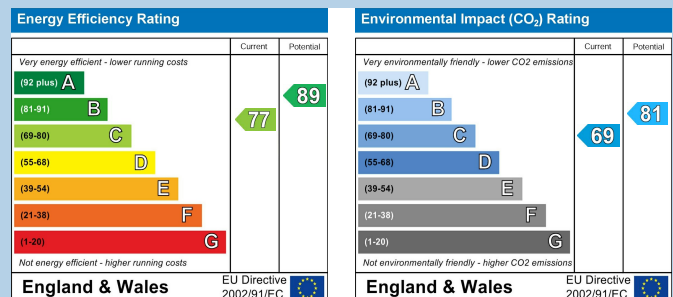 Energy Efficiency Rating
Current Potential
Very energy efficient - lower running costs
(92 plus) A
(81-91) B
(69-80) C
(55-68) D
(39-54) E
(21-38) F
(1-20) G
77
89
Not energy efficient - higher running costs
England & Wales
EU Directive
2002/91/EC
Environmental Impact (CO₂) Rating
Current Potential
Very environmentally friendly - lower CO2 emissions
(92 plus) A
(81-91) B
(69-80) C
(55-68) D
(39-54) E
(21-38) F
(1-20) G
69
81
Not environmentally friendly - higher CO2 emissions
England & Wales
EU Directive
2002/91/EC